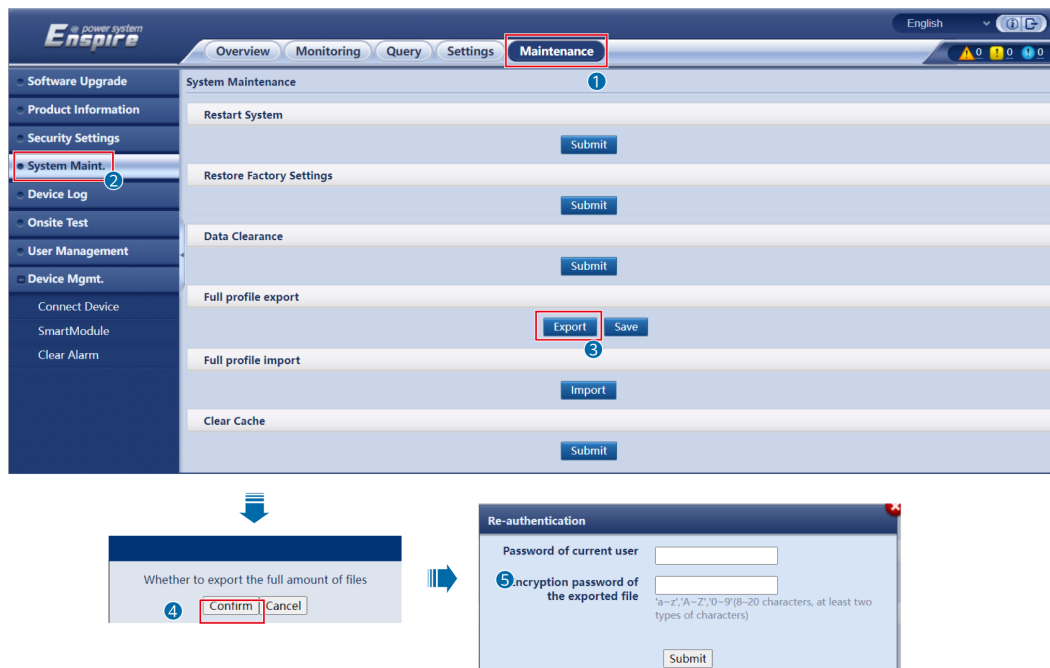 English
e power system
Enspire
Overview Monitoring Query Settings Maintenance
0 0 0
1
Software Upgrade
Product Information
Security Settings
System Maint.
2
Device Log
Onsite Test
User Management
Device Mgmt.
Connect Device
SmartModule
Clear Alarm
System Maintenance
Restart System
Submit
Restore Factory Settings
Submit
Data Clearance
Submit
Full profile export
Export Save
3
Full profile import
Import
Clear Cache
Submit
Whether to export the full amount of files
4 Confirm Cancel
Re-authentication
Password of current user
5 ncryption password of
the exported file
'a~z','A~Z','0~9'(8–20 characters, at least two
types of characters)
Submit